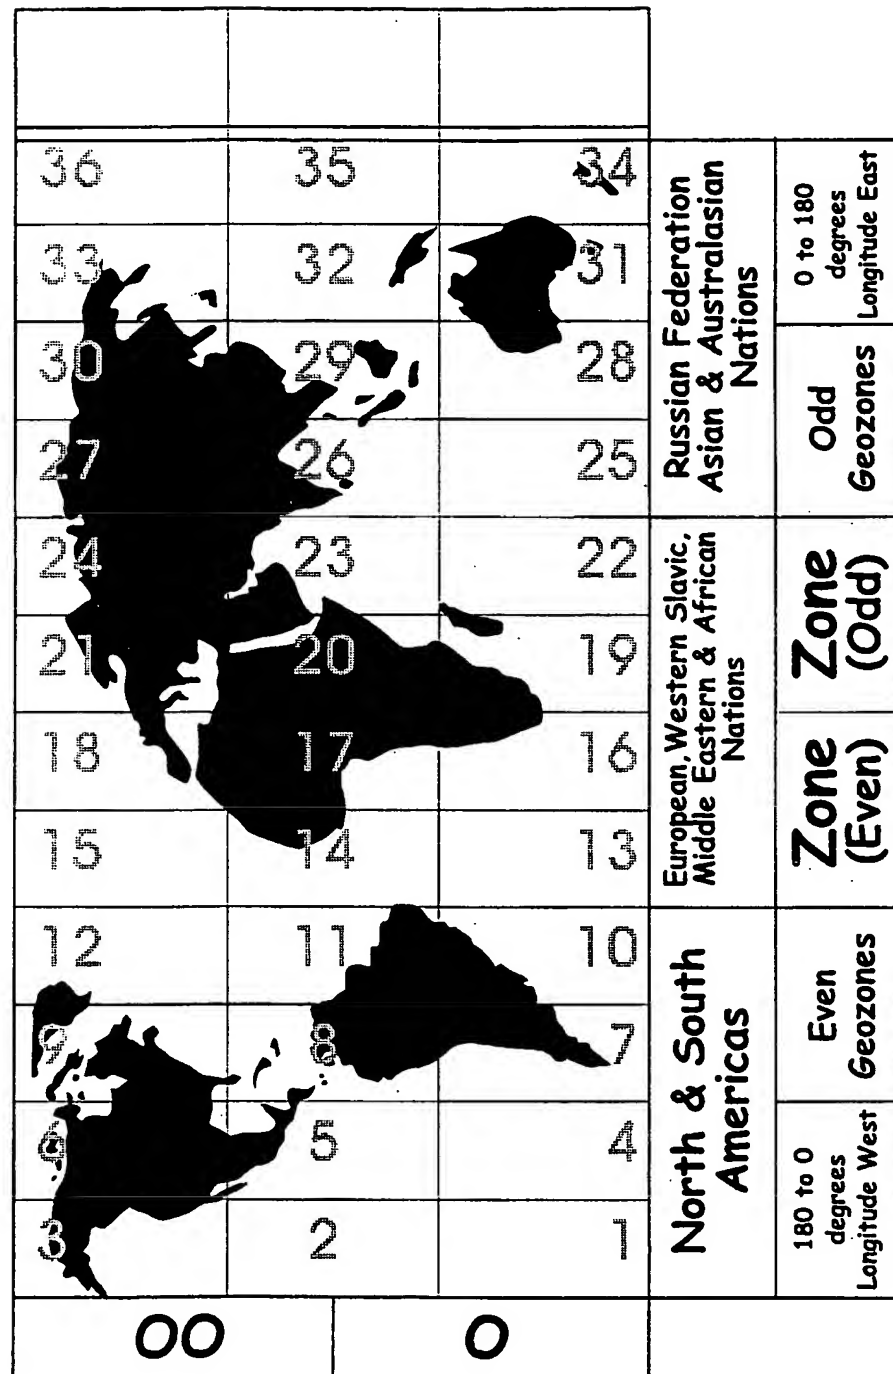 36 35 34
33 32 31
30 29 28
27 26 25
24 23 22
21 20 19
18 17 16
15 14 13
12 11 10
9 8 7
6 5 4
3 2 1
00 0
Russian Federation
Asian & Australasian
Nations
European, Western Slavic,
Middle Eastern & African
Nations
North & South
Americas
0 to 180
degrees
Longitude East
Odd
Geozones
Zone
(Odd)
Zone
(Even)
Even
Geozones
180 to 0
degrees
Longitude West